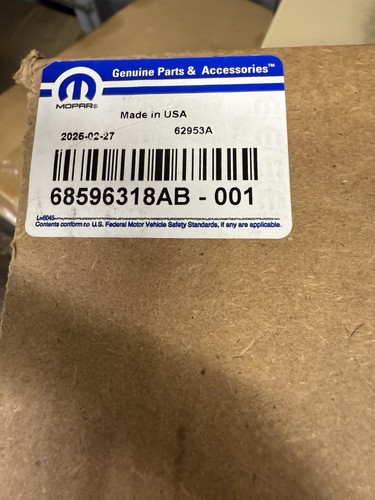 Genuine Parts & Accessories™
MOPAR®
Made in USA
2025-02-27 62953A
68596318AB - 001
Contents conform to U.S. Federal Motor Vehicle Safety Standards, if any are applicable.